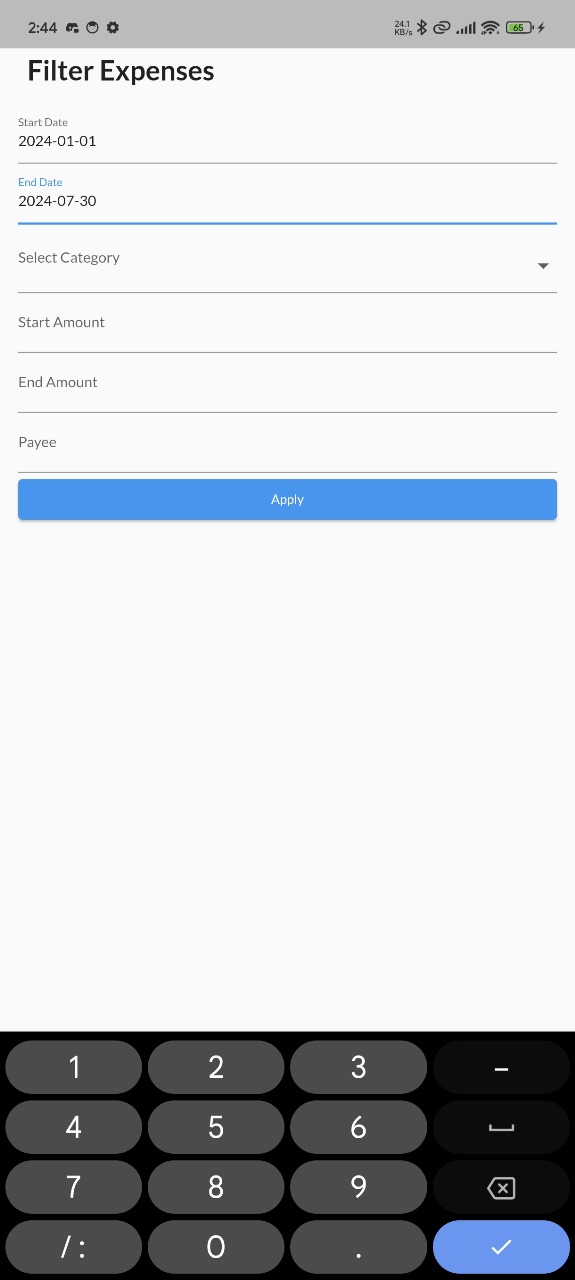 2:44
24.1
KB/s
65
Filter Expenses
Start Date
2024-01-01
End Date
2024-07-30
Select Category
Start Amount
End Amount
Payee
Apply
1 2 3 –
4 5 6
7 8 9
/ : 0 .